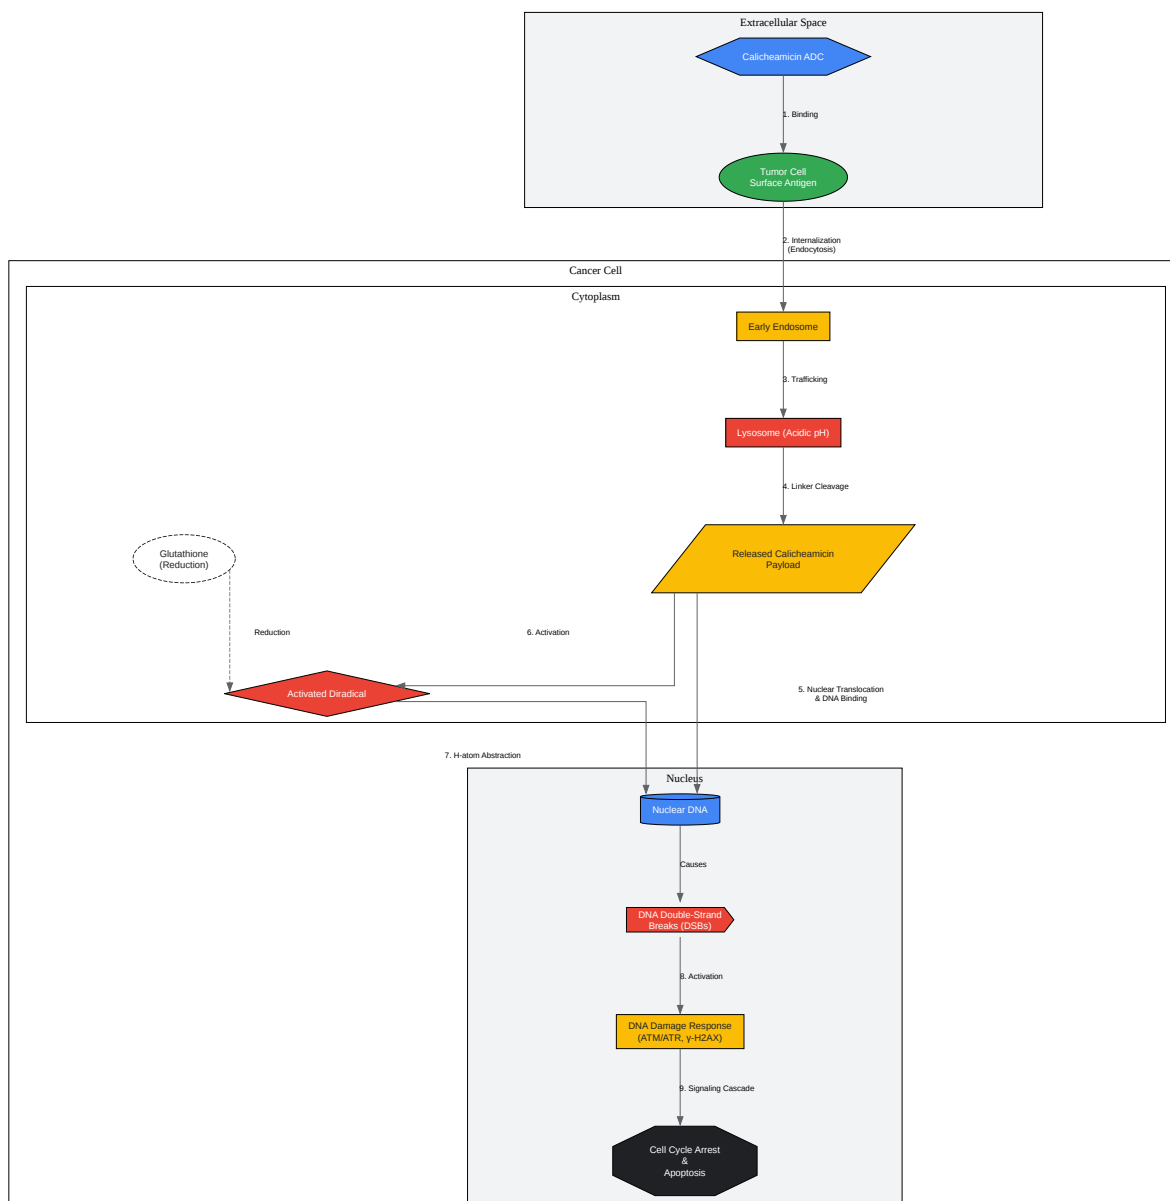 Extracellular Space
Calicheamicin ADC
1. Binding
Tumor Cell
Surface Antigen
2. Internalization
(Endocytosis)
Cancer Cell
Cytoplasm
Early Endosome
3. Trafficking
Lysosome (Acidic pH)
4. Linker Cleavage
Glutathione
(Reduction)
Released Calicheamicin
Payload
Reduction
6. Activation
Activated Diradical
5. Nuclear Translocation
& DNA Binding
7. H-atom Abstraction
Nucleus
Nuclear DNA
Causes
DNA Double-Strand
Breaks (DSBs)
8. Activation
DNA Damage Response
(ATM/ATR, γ-H2AX)
9. Signaling Cascade
Cell Cycle Arrest
&
Apoptosis